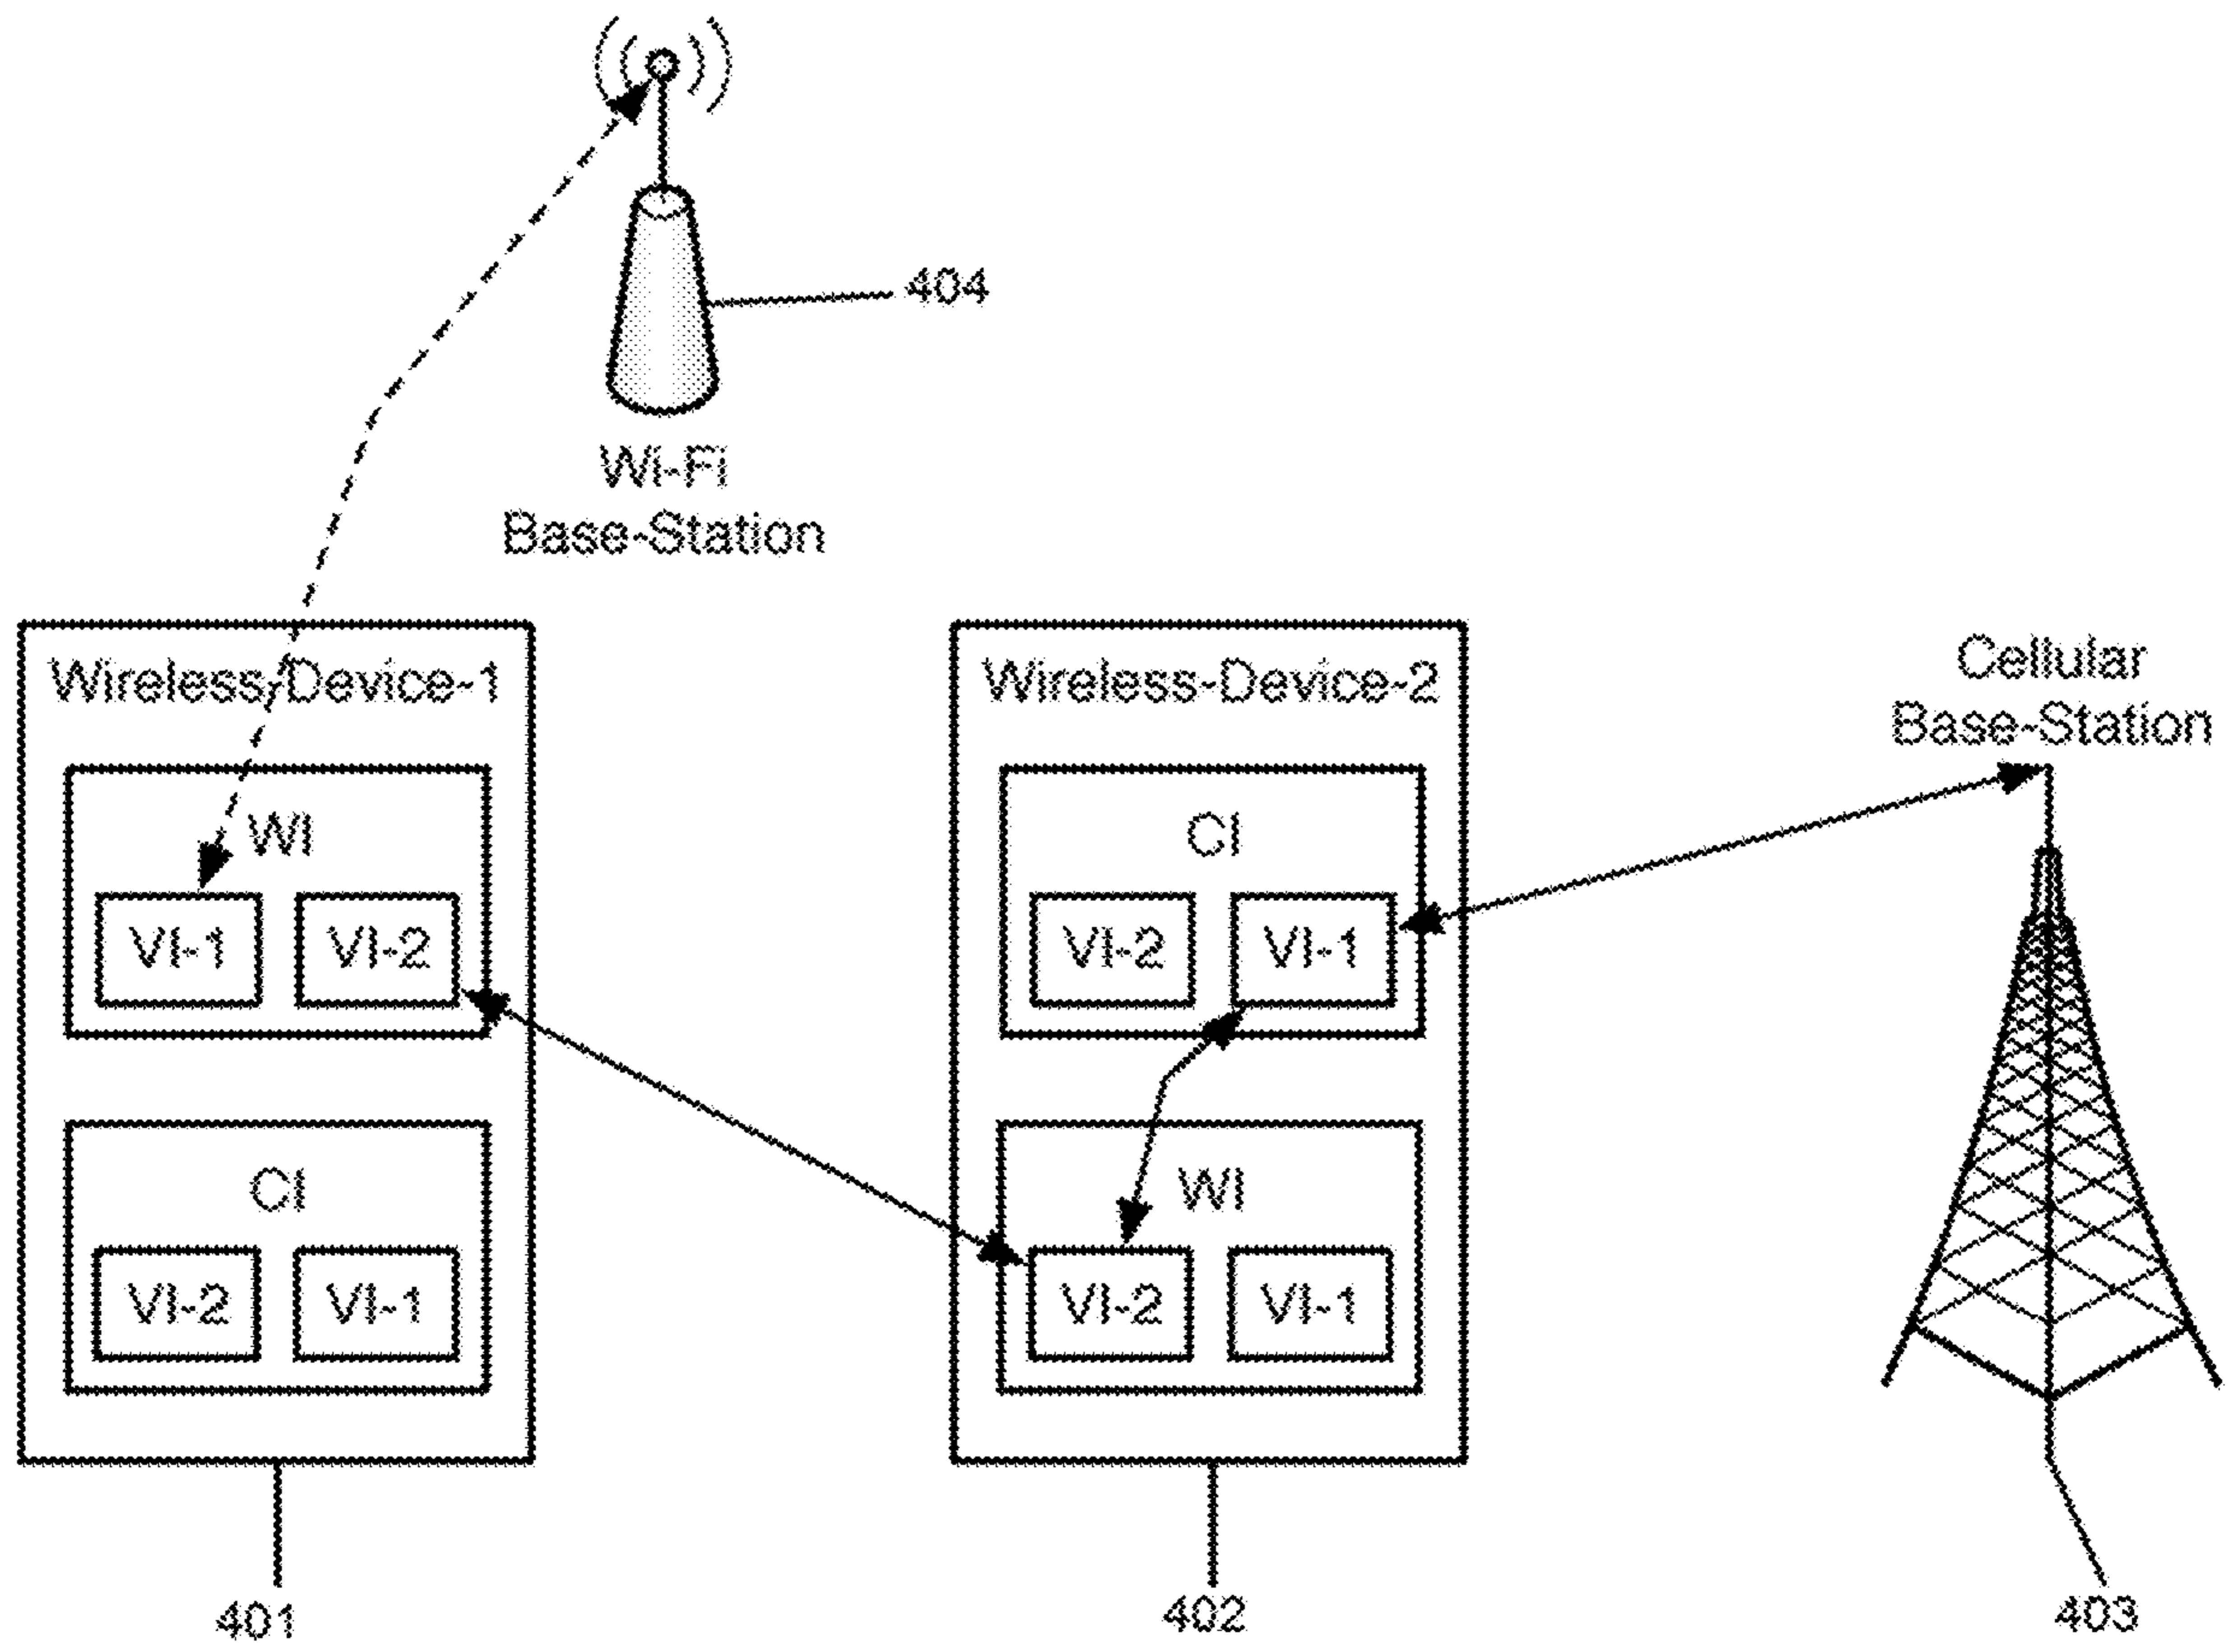 404
Wi-Fi
Base-Station
Wireless-Device-1
WI
VI-1
VI-2
CI
VI-2
VI-1
401
Wireless-Device-2
CI
VI-2
VI-1
WI
VI-2
VI-1
402
Cellular
Base-Station
403